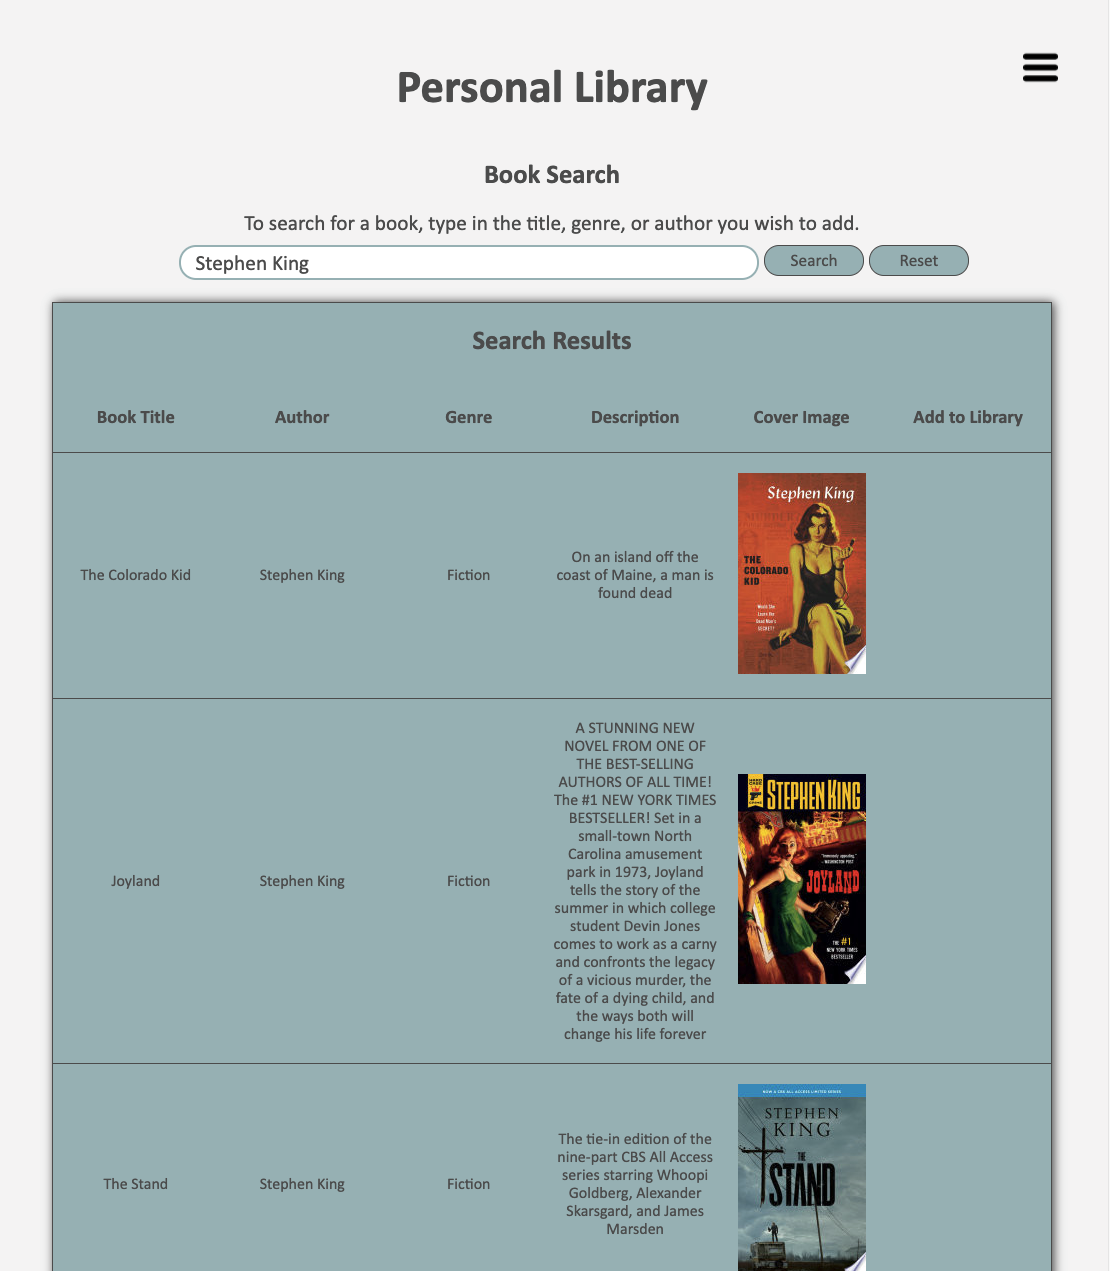 Personal Library
Book Search
To search for a book, type in the title, genre, or author you wish to add.
Stephen King
Search
Reset
Search Results
Book Title
Author
Genre
Description
Cover Image
Add to Library
The Colorado Kid
Stephen King
Fiction
On an island off the
coast of Maine, a man is
found dead
Stephen King
THE
COLORADO
KID
Joyland
Stephen King
Fiction
A STUNNING NEW
NOVEL FROM ONE OF
THE BEST-SELLING
AUTHORS OF ALL TIME!
The #1 NEW YORK TIMES
BESTSELLER! Set in a
small-town North
Carolina amusement
park in 1973, Joyland
tells the story of the
summer in which college
student Devin Jones
comes to work as a carny
and confronts the legacy
of a vicious murder, the
fate of a dying child, and
the ways both will
change his life forever
STEPHEN KING
JOYLAND
THE #1
NEW YORK TIMES
BESTSELLER
The Stand
Stephen King
Fiction
The tie-in edition of the
nine-part CBS All Access
series starring Whoopi
Goldberg, Alexander
Skarsgard, and James
Marsden
NOW A CBS ALL ACCESS LIMITED SERIES
STEPHEN
KING
THE
STAND